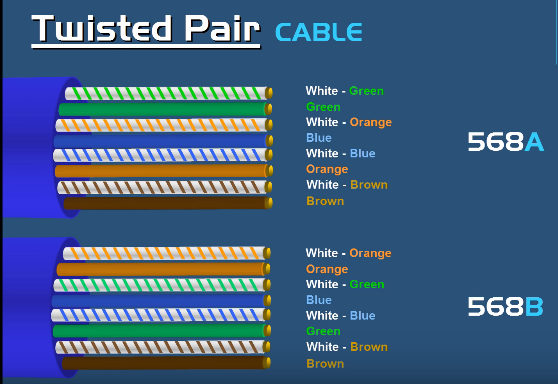 Twisted Pair CABLE
White - Green
Green
White - Orange
Blue
White - Blue
Orange
White - Brown
Brown
568A
White - Orange
Orange
White - Green
Blue
White - Blue
Green
White - Brown
Brown
568B